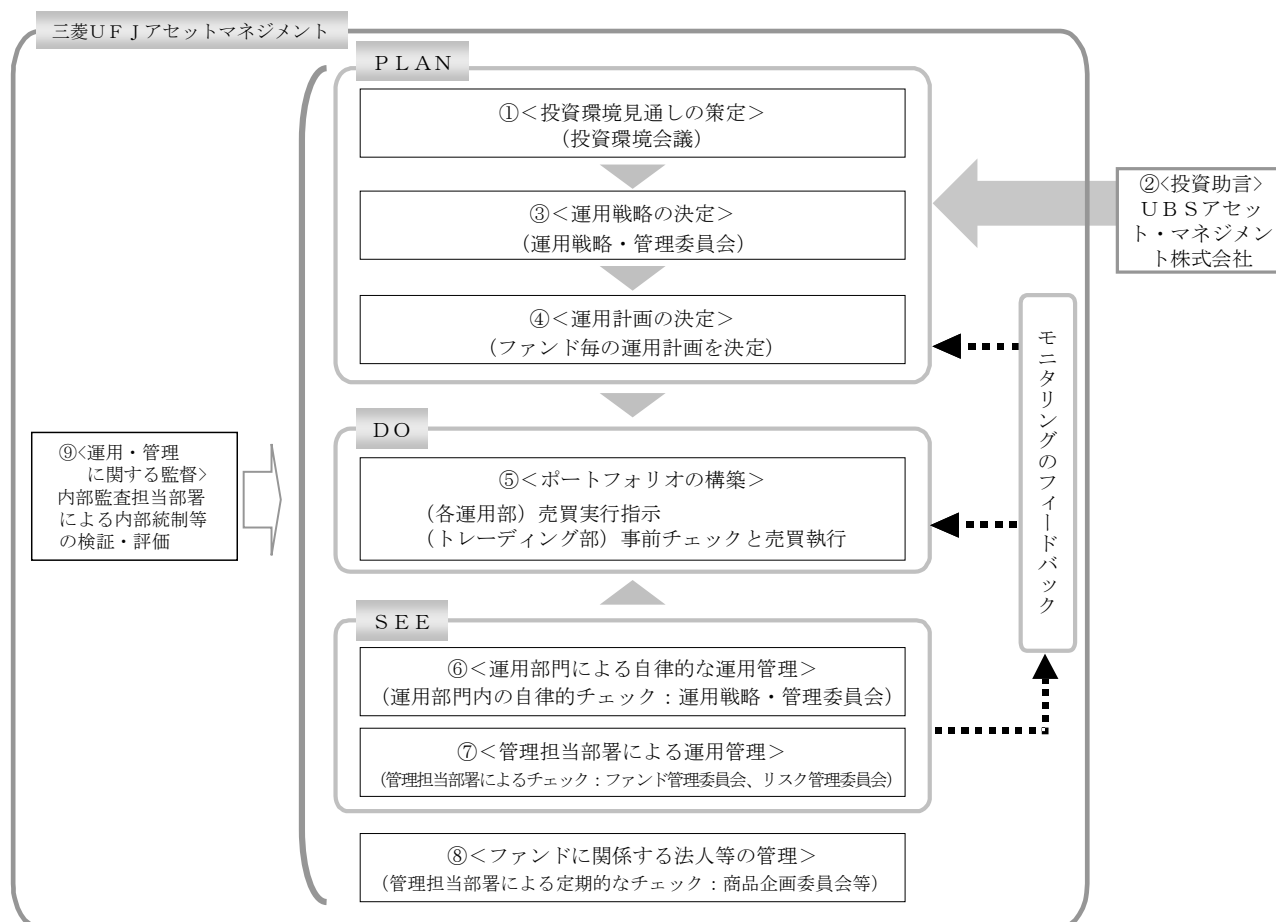 三菱ＵＦＪアセットマネジメント
ＰＬＡＮ
①＜投資環境見通しの策定＞
(投資環境会議)
②<投資助言>
ＵＢＳアセッ
ト・マネジメン
ト株式会社
③＜運用戦略の決定＞
(運用戦略・管理委員会)
④＜運用計画の決定＞
(ファンド毎の運用計画を決定)
モニタリングのフィードバック
ＤＯ
⑤＜ポートフォリオの構築＞
(各運用部）売買実行指示
(トレーディング部）事前チェックと売買執行
⑨<運用・管理
に関する監督>
内部監査担当部署
による内部統制等
の検証・評価
ＳＥＥ
⑥＜運用部門による自律的な運用管理＞
(運用部門内の自律的チェック：運用戦略・管理委員会)
⑦＜管理担当部署による運用管理＞
(管理担当部署によるチェック：ファンド管理委員会、リスク管理委員会)
⑧＜ファンドに関係する法人等の管理＞
(管理担当部署による定期的なチェック：商品企画委員会等)